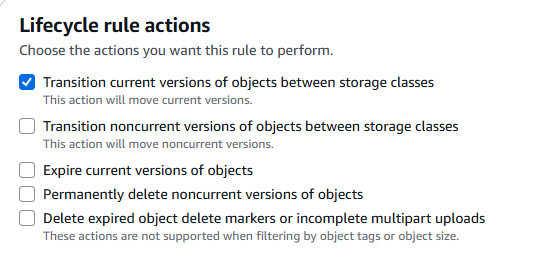 Lifecycle rule actions
Choose the actions you want this rule to perform.
Transition current versions of objects between storage classes
This action will move current versions.
Transition noncurrent versions of objects between storage classes
This action will move noncurrent versions.
Expire current versions of objects
Permanently delete noncurrent versions of objects
Delete expired object delete markers or incomplete multipart uploads
These actions are not supported when filtering by object tags or object size.